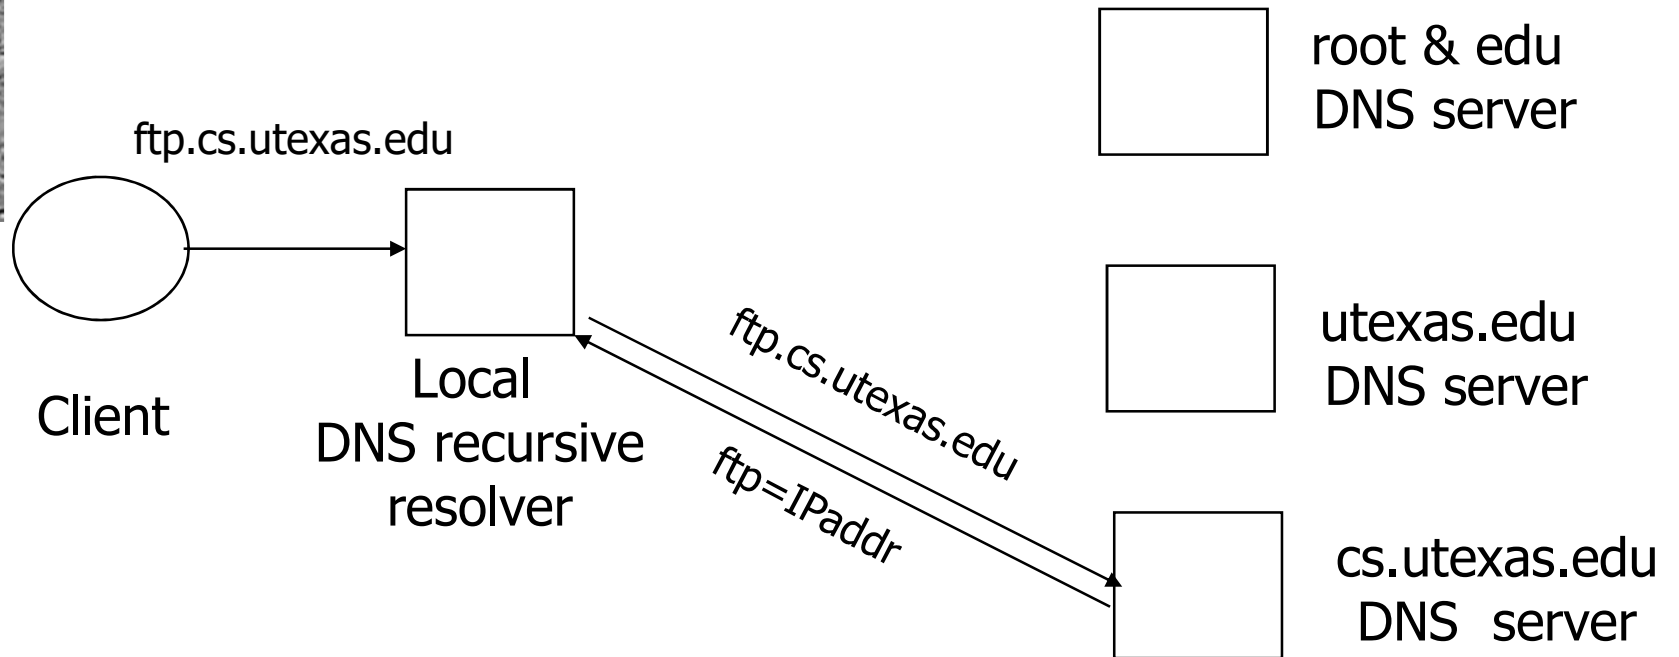 root & edu
DNS server
ftp.cs.utexas.edu
utexas.edu
DNS server
ftp.cs.utexas.edu
Client
Local
DNS recursive
resolver
ftp=IPaddr
cs.utexas.edu
DNS server